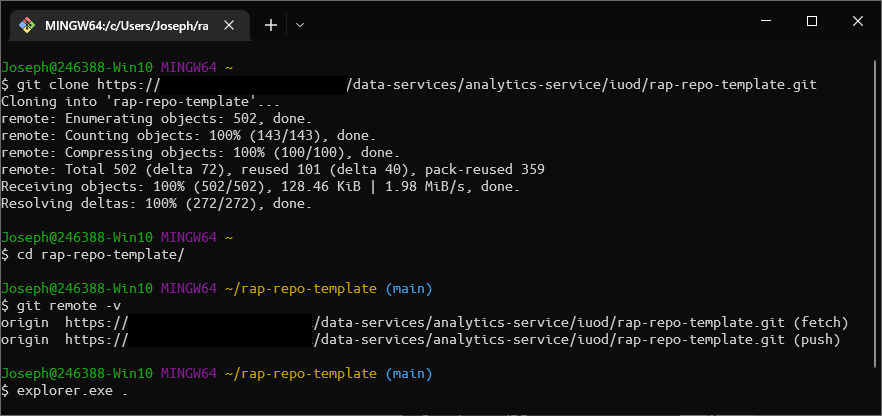 MINGW64:/c/Users/Joseph/ra
Joseph@246388-Win10 MINGW64 ~
$ git clone https:// /data-services/analytics-service/iuod/rap-repo-template.git
Cloning into 'rap-repo-template'...
remote: Enumerating objects: 502, done.
remote: Counting objects: 100% (143/143), done.
remote: Compressing objects: 100% (100/100), done.
remote: Total 502 (delta 72), reused 101 (delta 40), pack-reused 359
Receiving objects: 100% (502/502), 128.46 KiB | 1.98 MiB/s, done.
Resolving deltas: 100% (272/272), done.
Joseph@246388-Win10 MINGW64 ~
$ cd rap-repo-template/
Joseph@246388-Win10 MINGW64 ~/rap-repo-template (main)
$ git remote -v
origin  https:// /data-services/analytics-service/iuod/rap-repo-template.git (fetch)
origin  https:// /data-services/analytics-service/iuod/rap-repo-template.git (push)
Joseph@246388-Win10 MINGW64 ~/rap-repo-template (main)
$ explorer.exe .